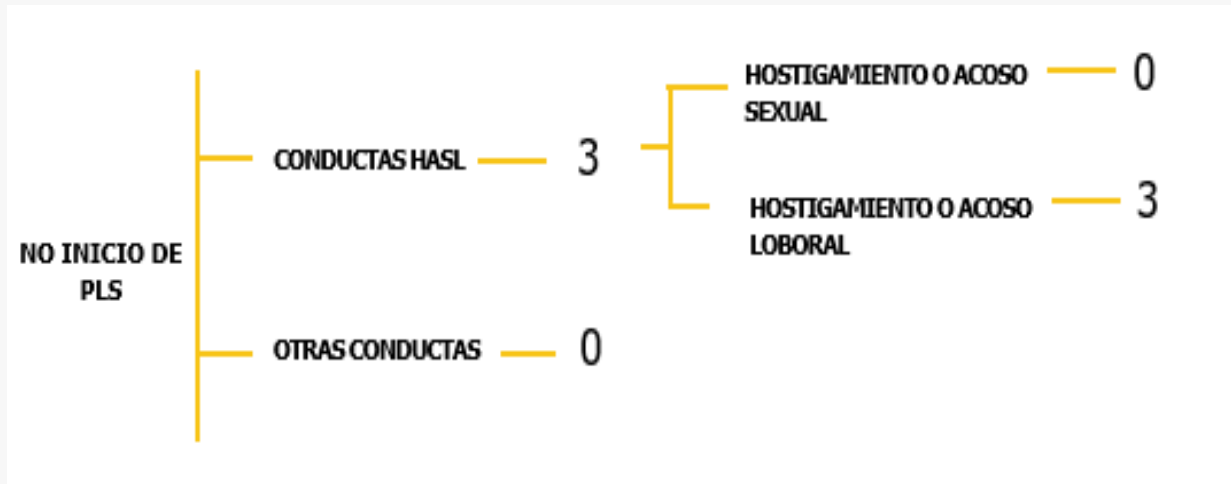 NO INICIO DE
PLS
CONDUCTAS HASL
3
HOSTIGAMIENTO O ACOSO
SEXUAL
0
HOSTIGAMIENTO O ACOSO
LOBORAL
3
OTRAS CONDUCTAS
0